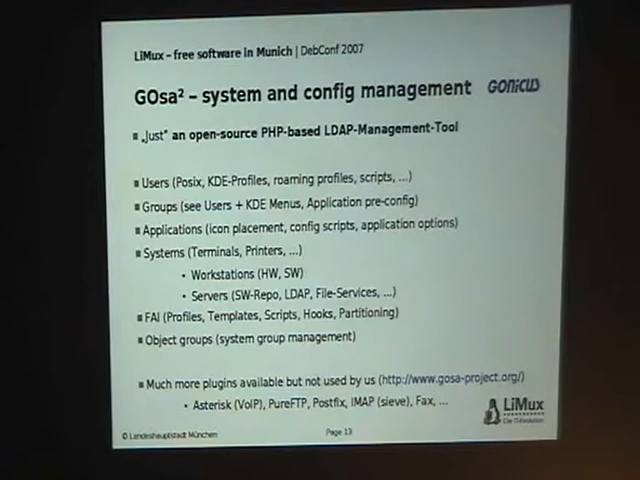 LiMux – free software in Munich | DebConf 2007
GOsa² – system and config management
GONICUS
„Just“ an open-source PHP-based LDAP-Management-Tool
Users (Posix, KDE-Profiles, roaming profiles, scripts, ...)
Groups (see Users + KDE Menus, Application pre-config)
Applications (icon placement, config scripts, application options)
Systems (Terminals, Printers, ...)
• Workstations (HW, SW)
• Servers (SW-Repo, LDAP, File-Services, ...)
FAI (Profiles, Templates, Scripts, Hooks, Partitioning)
Object groups (system group management)
Much more plugins available but not used by us (http://www.gosa-project.org/)
• Asterisk (VoIP), PureFTP, Postfix, IMAP (sieve), Fax, ...
LiMux
Die IT-Evolution
© Landeshauptstadt München
Page 13